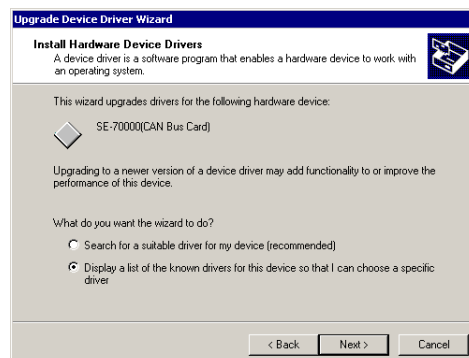 Upgrade Device Driver Wizard
Install Hardware Device Drivers
A device driver is a software program that enables a hardware device to work with
an operating system.
This wizard upgrades drivers for the following hardware device:
SE-70000(CAN Bus Card)
Upgrading to a newer version of a device driver may add functionality to or improve the
performance of this device.
What do you want the wizard to do?
Search for a suitable driver for my device (recommended)
Display a list of the known drivers for this device so that I can choose a specific
driver
< Back
Next >
Cancel